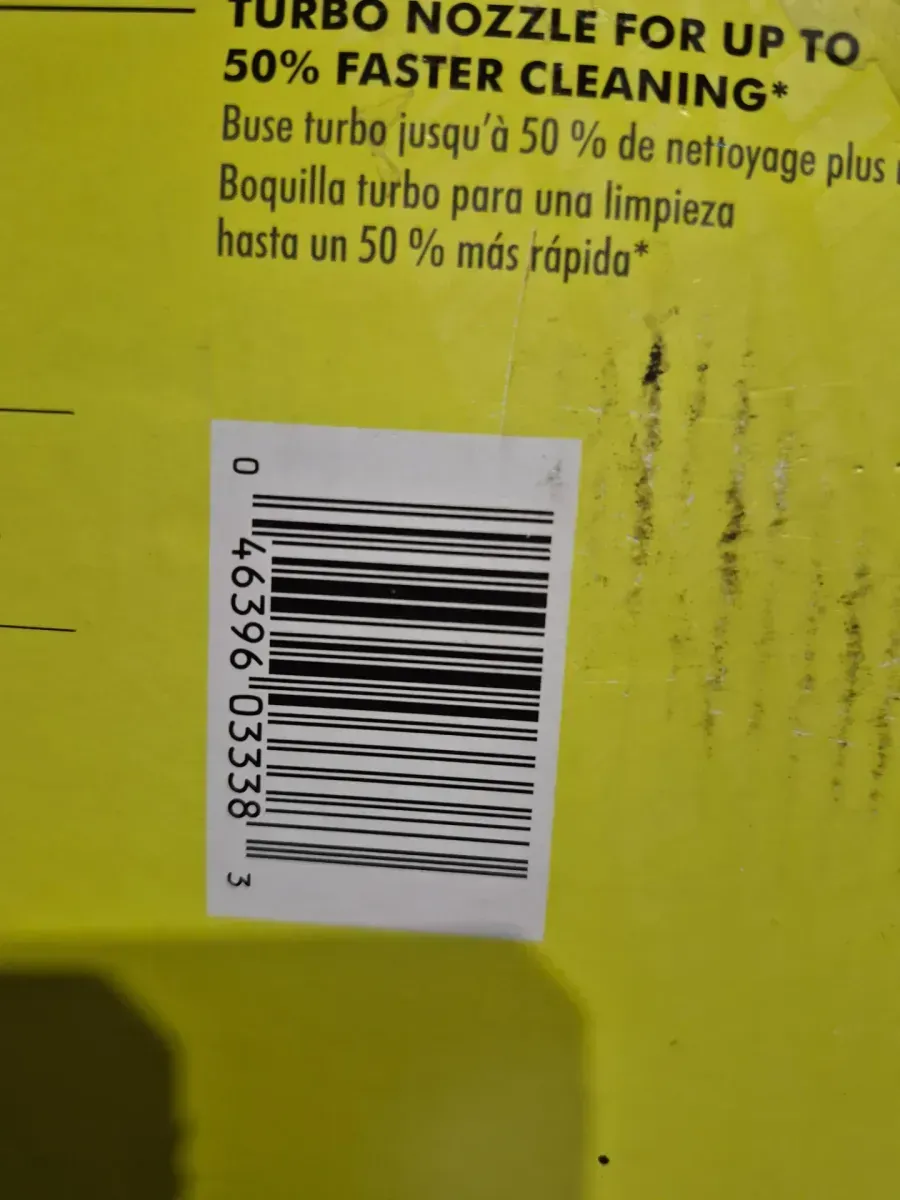 TURBO NOZZLE FOR UP TO
50% FASTER CLEANING*
Buse turbo jusqu'à 50 % de nettoyage plus
Boquilla turbo para una limpieza
hasta un 50 % más rápida*
0 46396 03338 3